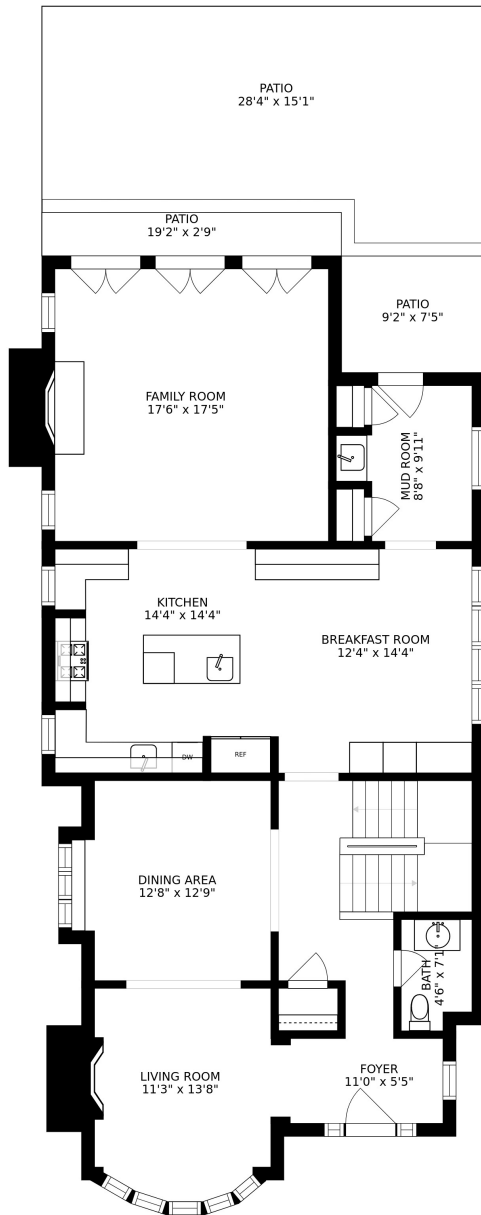 PATIO
28'4" x 15'1"
PATIO
19'2" x 2'9"
PATIO
9'2" x 7'5"
FAMILY ROOM
17'6" x 17'5"
MUD ROOM
8'8" x 9'11"
KITCHEN
14'4" x 14'4"
BREAKFAST ROOM
12'4" x 14'4"
DW
REF
DINING AREA
12'8" x 12'9"
BATH
4'6" x 7'1"
LIVING ROOM
11'3" x 13'8"
FOYER
11'0" x 5'5"